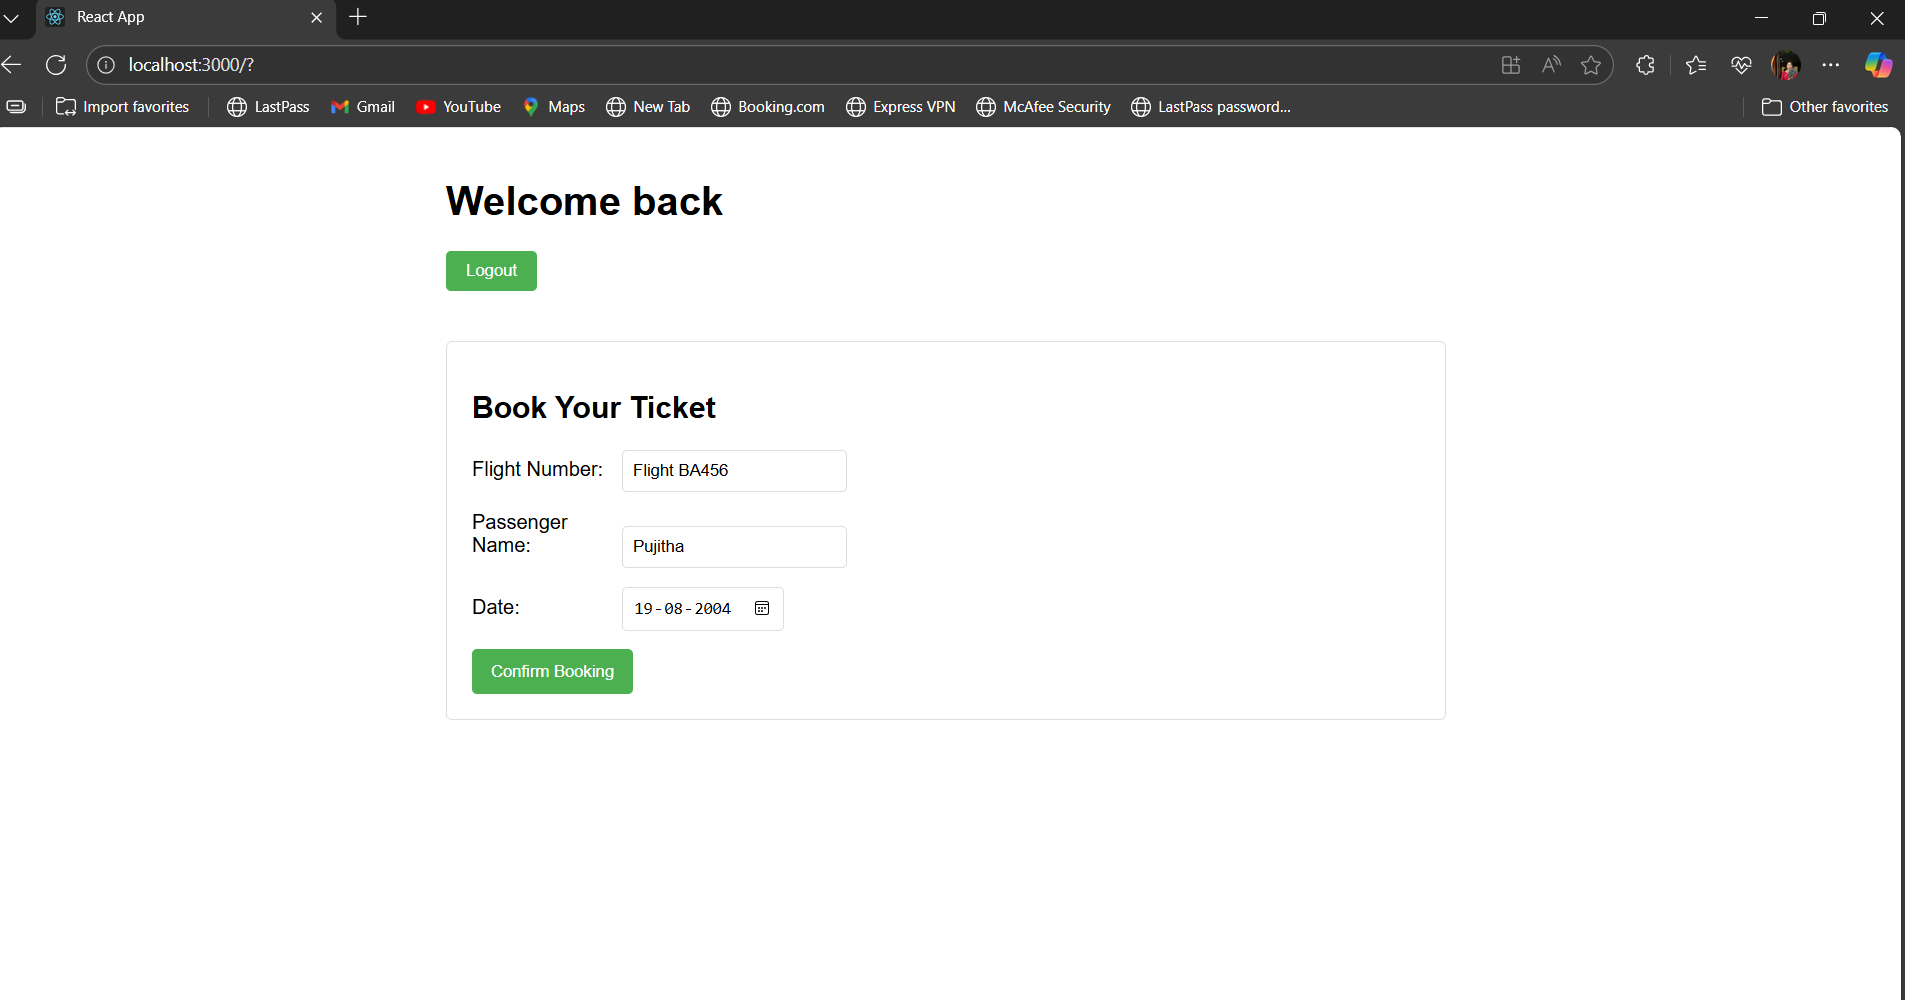 React App
localhost:3000/?
Import favorites LastPass Gmail YouTube Maps New Tab Booking.com Express VPN McAfee Security LastPass password... Other favorites
Welcome back
Logout
Book Your Ticket
Flight Number: Flight BA456
Passenger
Name: Pujitha
Date: 19-08-2004
Confirm Booking